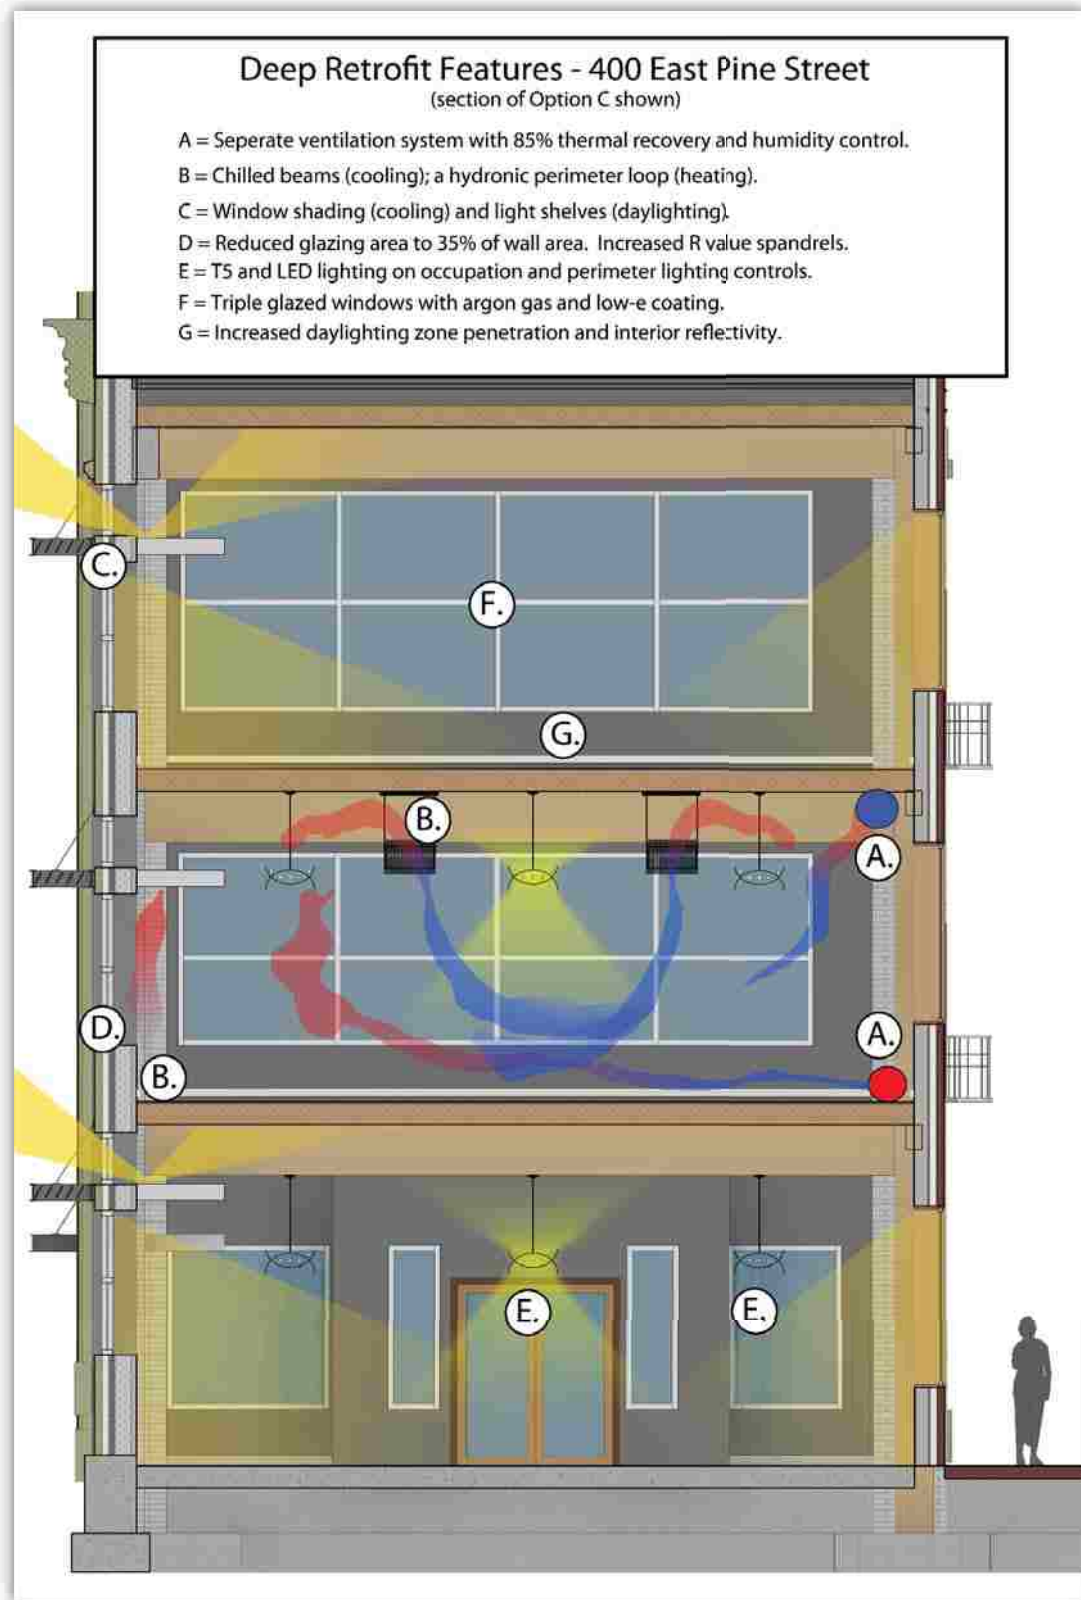 Deep Retrofit Features - 400 East Pine Street
(section of Option C shown)
A = Seperate ventilation system with 85% thermal recovery and humidity control.
B = Chilled beams (cooling); a hydronic perimeter loop (heating).
C = Window shading (cooling) and light shelves (daylighting).
D = Reduced glazing area to 35% of wall area. Increased R value spandrels.
E = T5 and LED lighting on occupation and perimeter lighting controls.
F = Triple glazed windows with argon gas and low-e coating.
G = Increased daylighting zone penetration and interior reflectivity.
C.
F.
G.
B.
A.
D.
A.
B.
E.
E.